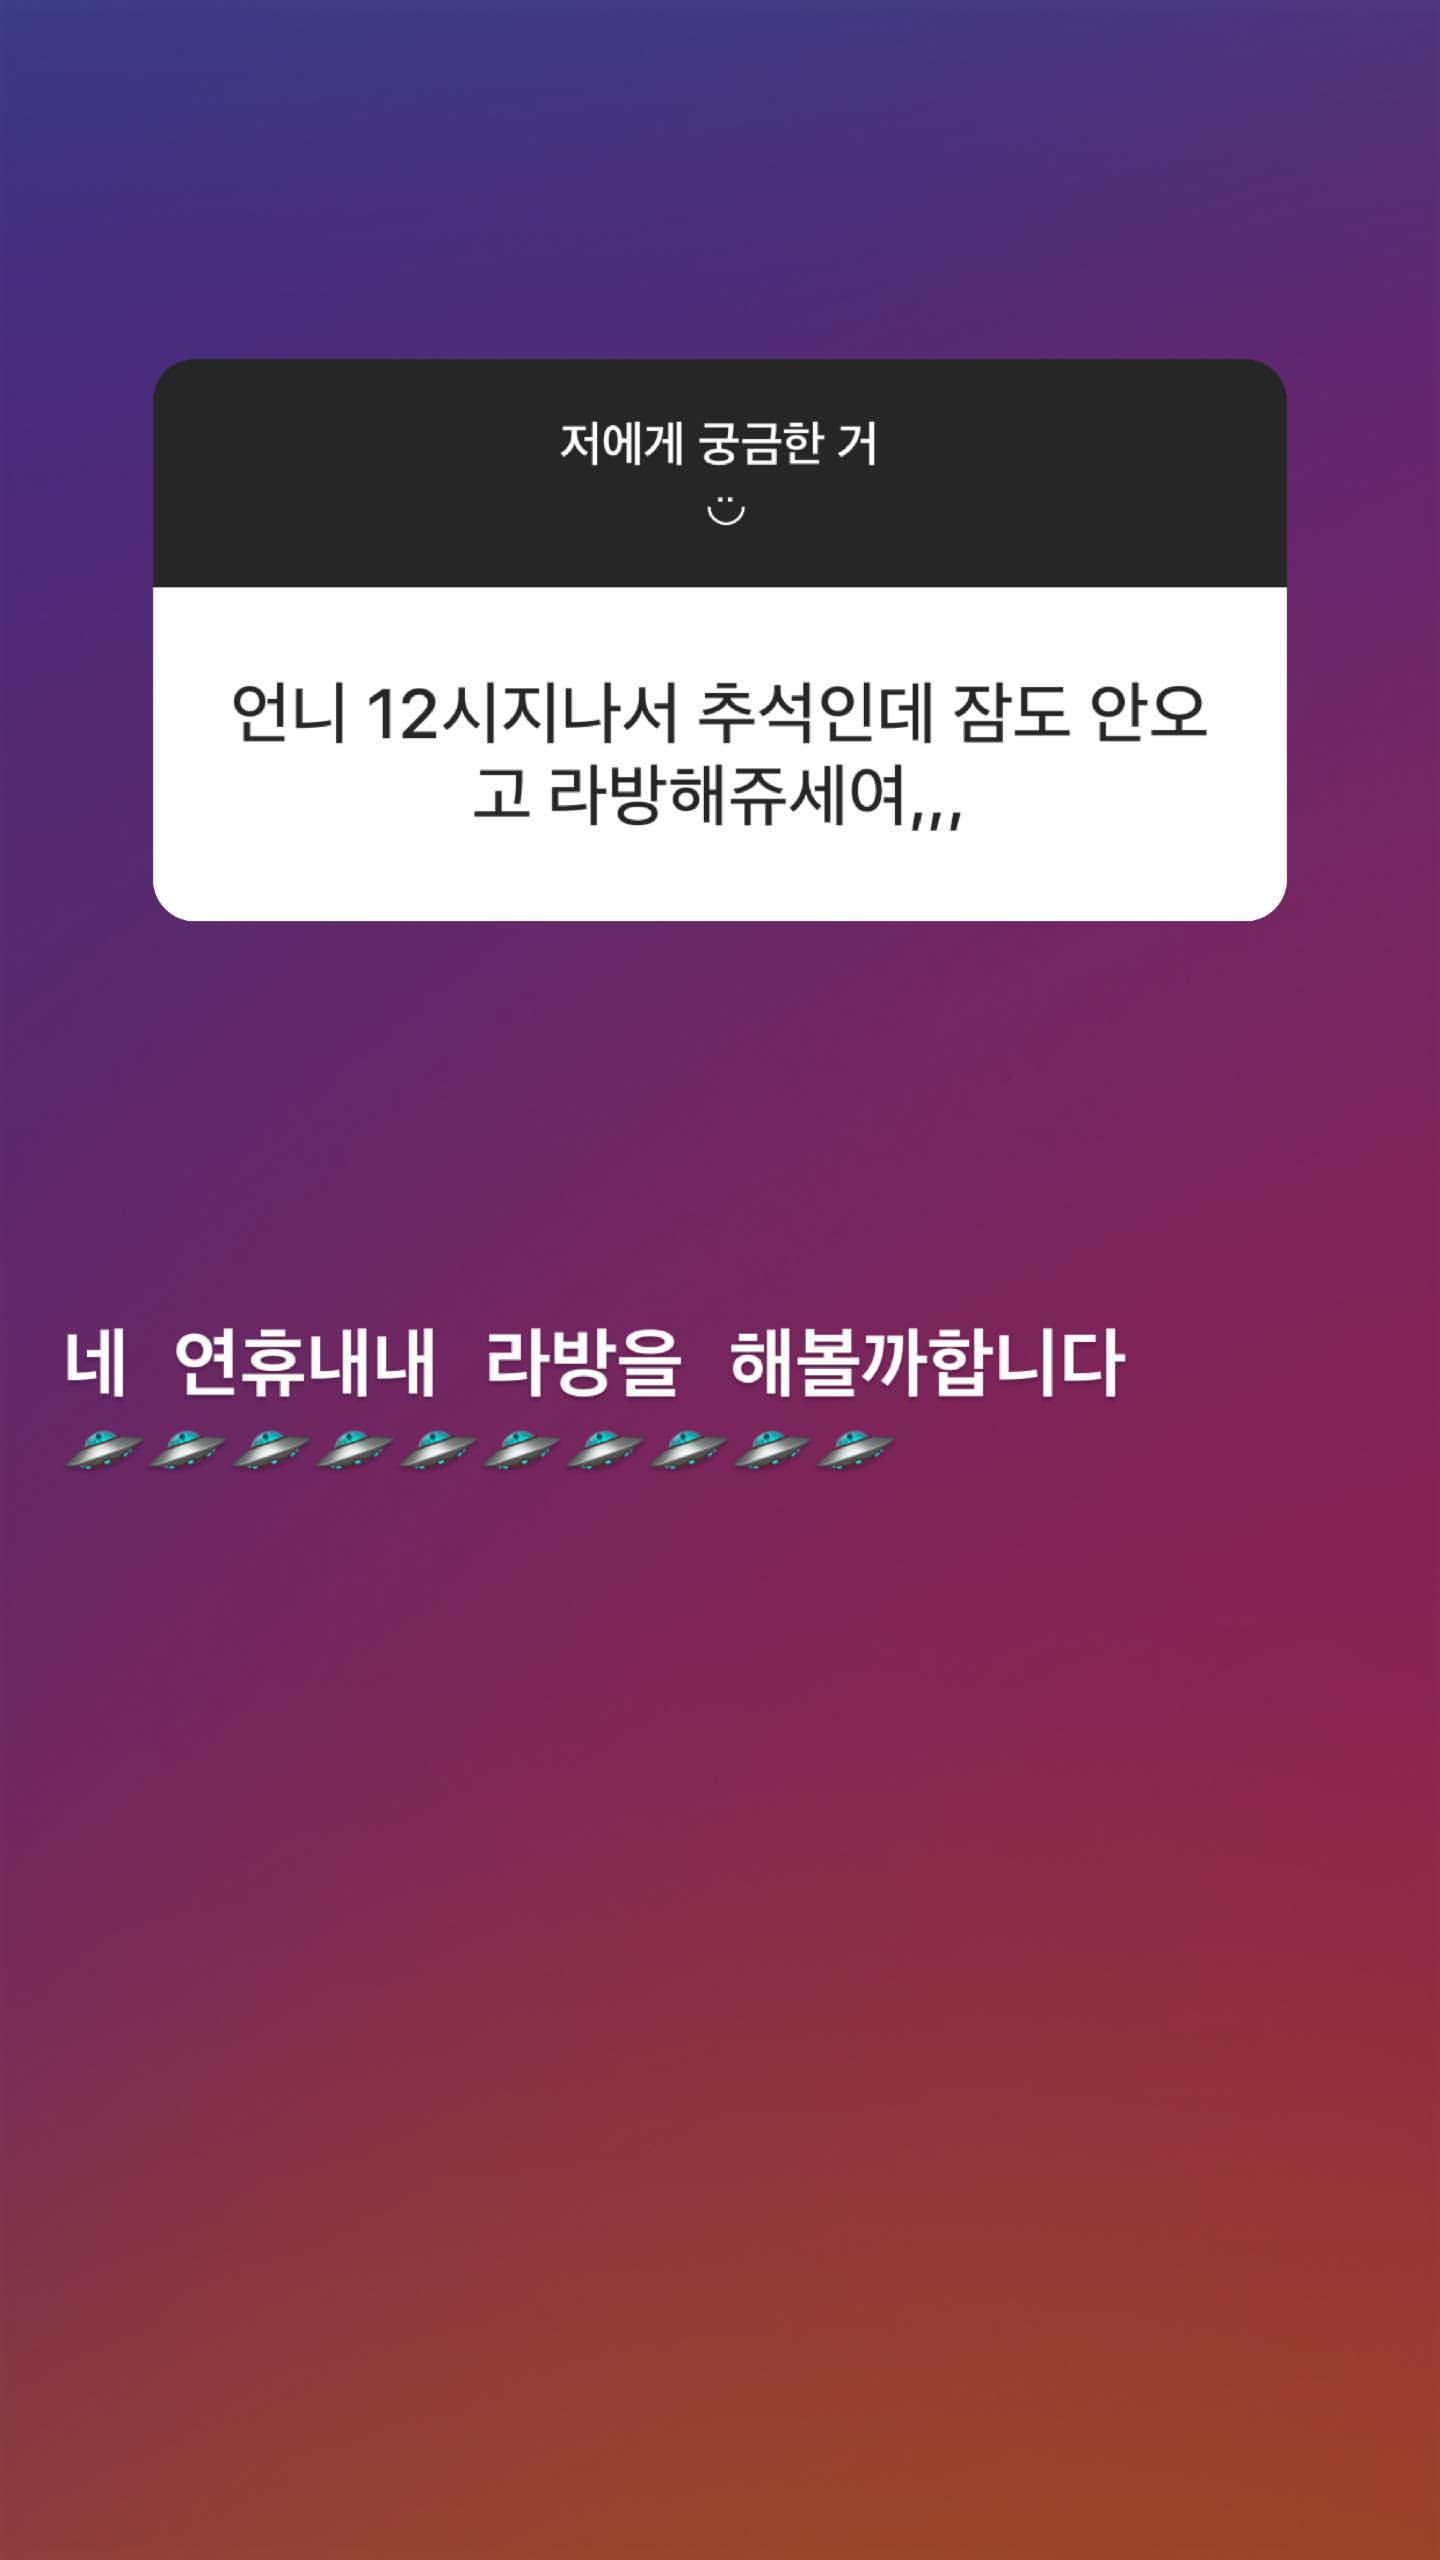 저에게 궁금한 거
ㅤ̈ 
언니 12시지나서 추석인데 잠도 안오
고 라방해쥬세여,,,
네 연휴내내 라방을 해볼까합니다
🛸🛸🛸🛸🛸🛸🛸🛸🛸🛸